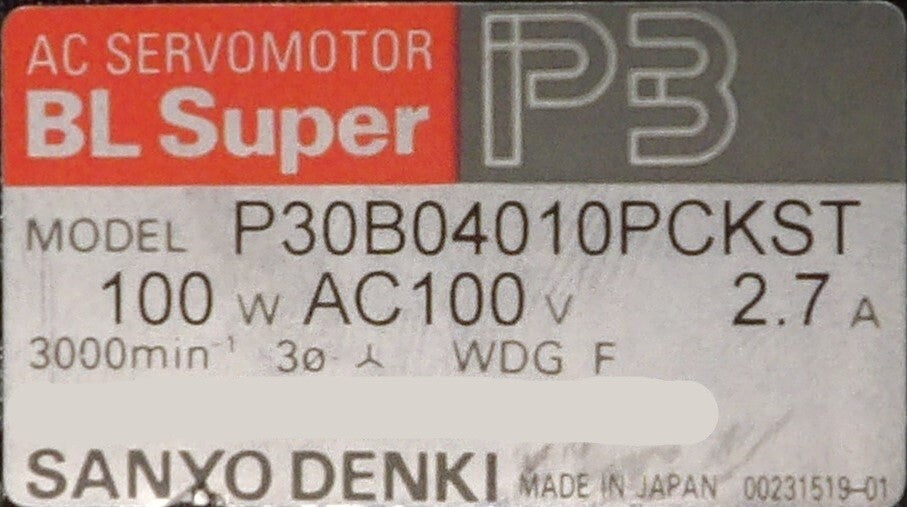 AC SERVOMOTOR
BL Super P3
MODEL P30B04010PCKST
100 W AC100 V 2.7 A
3000min⁻¹ 3ø ⅄ WDG F
SANYO DENKI MADE IN JAPAN 00231519-01